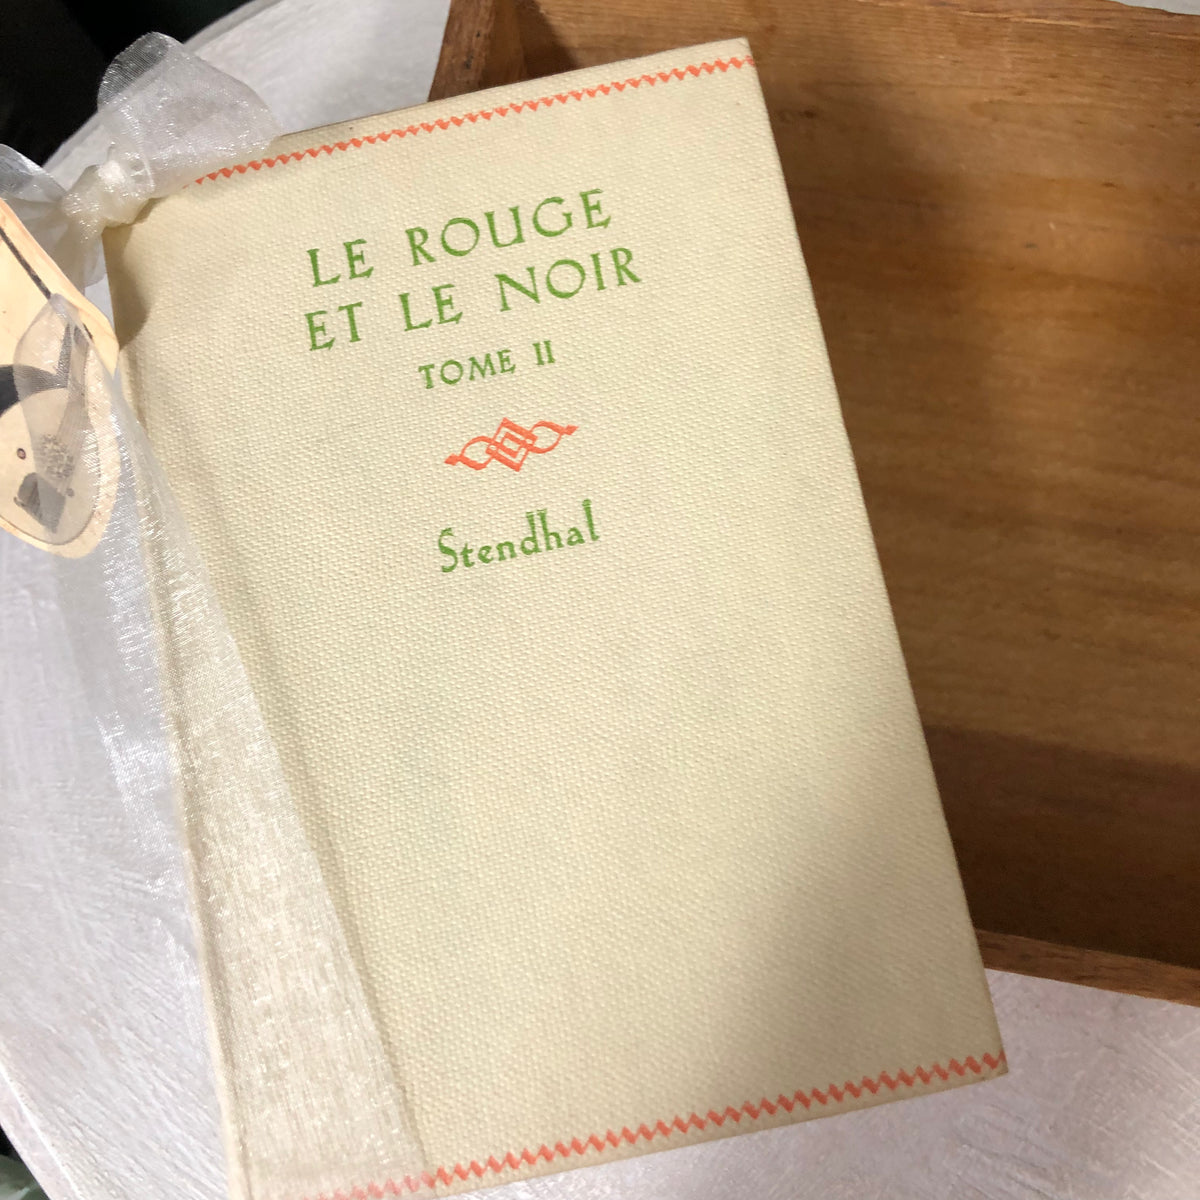 LE ROUGE
ET LE NOIR
TOME II
Stendhal